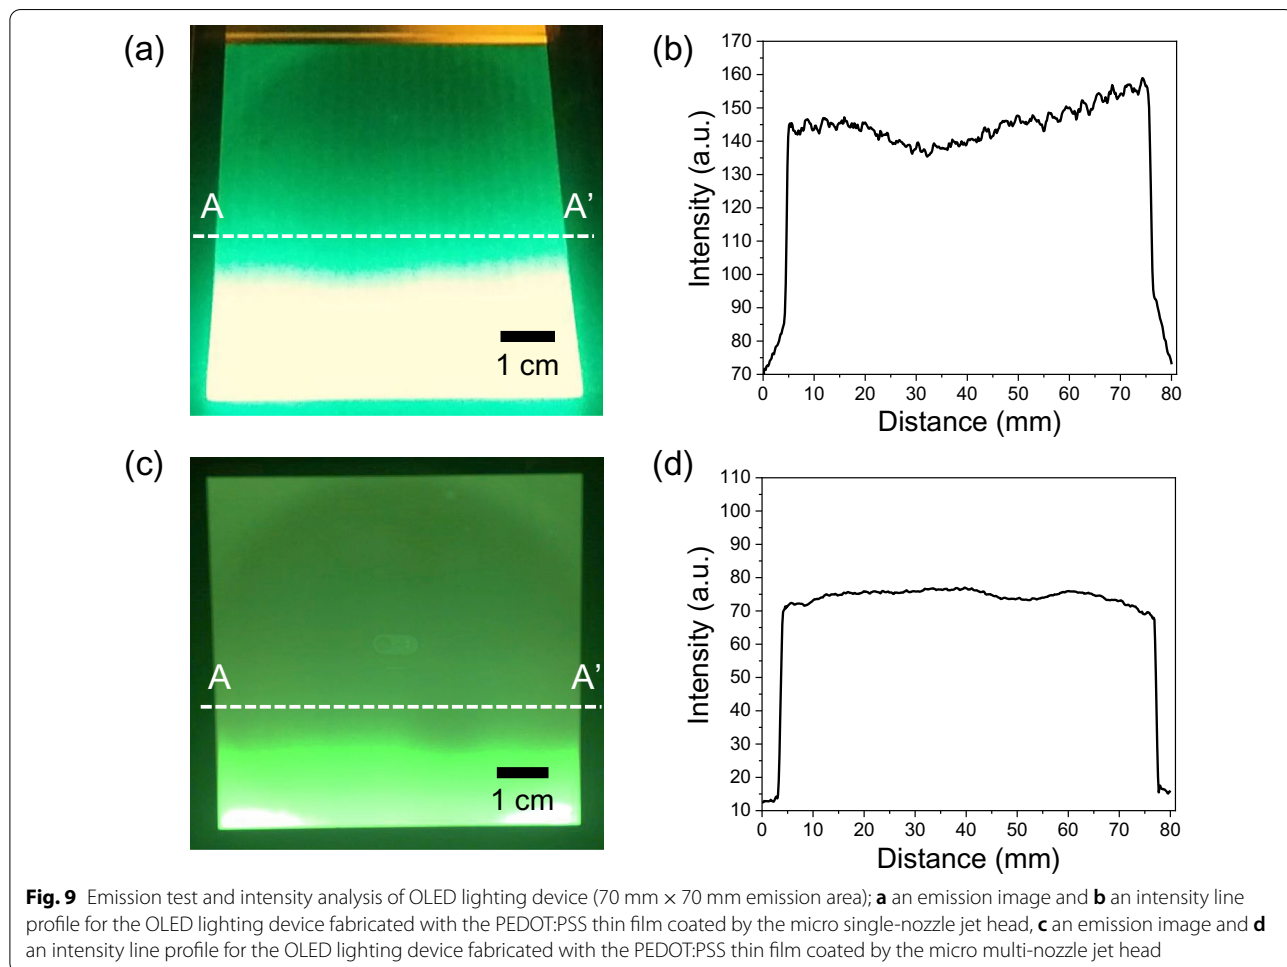 (a)
A
A’
1 cm
(b)
170
160
150
140
130
120
110
100
90
80
70
Intensity (a.u.)
0 10 20 30 40 50 60 70 80
Distance (mm)
(c)
A
A’
1 cm
(d)
110
100
90
80
70
60
50
40
30
20
10
Intensity (a.u.)
0 10 20 30 40 50 60 70 80
Distance (mm)
Fig. 9 Emission test and intensity analysis of OLED lighting device (70 mm × 70 mm emission area); a an emission image and b an intensity line
profile for the OLED lighting device fabricated with the PEDOT:PSS thin film coated by the micro single-nozzle jet head, c an emission image and d
an intensity line profile for the OLED lighting device fabricated with the PEDOT:PSS thin film coated by the micro multi-nozzle jet head